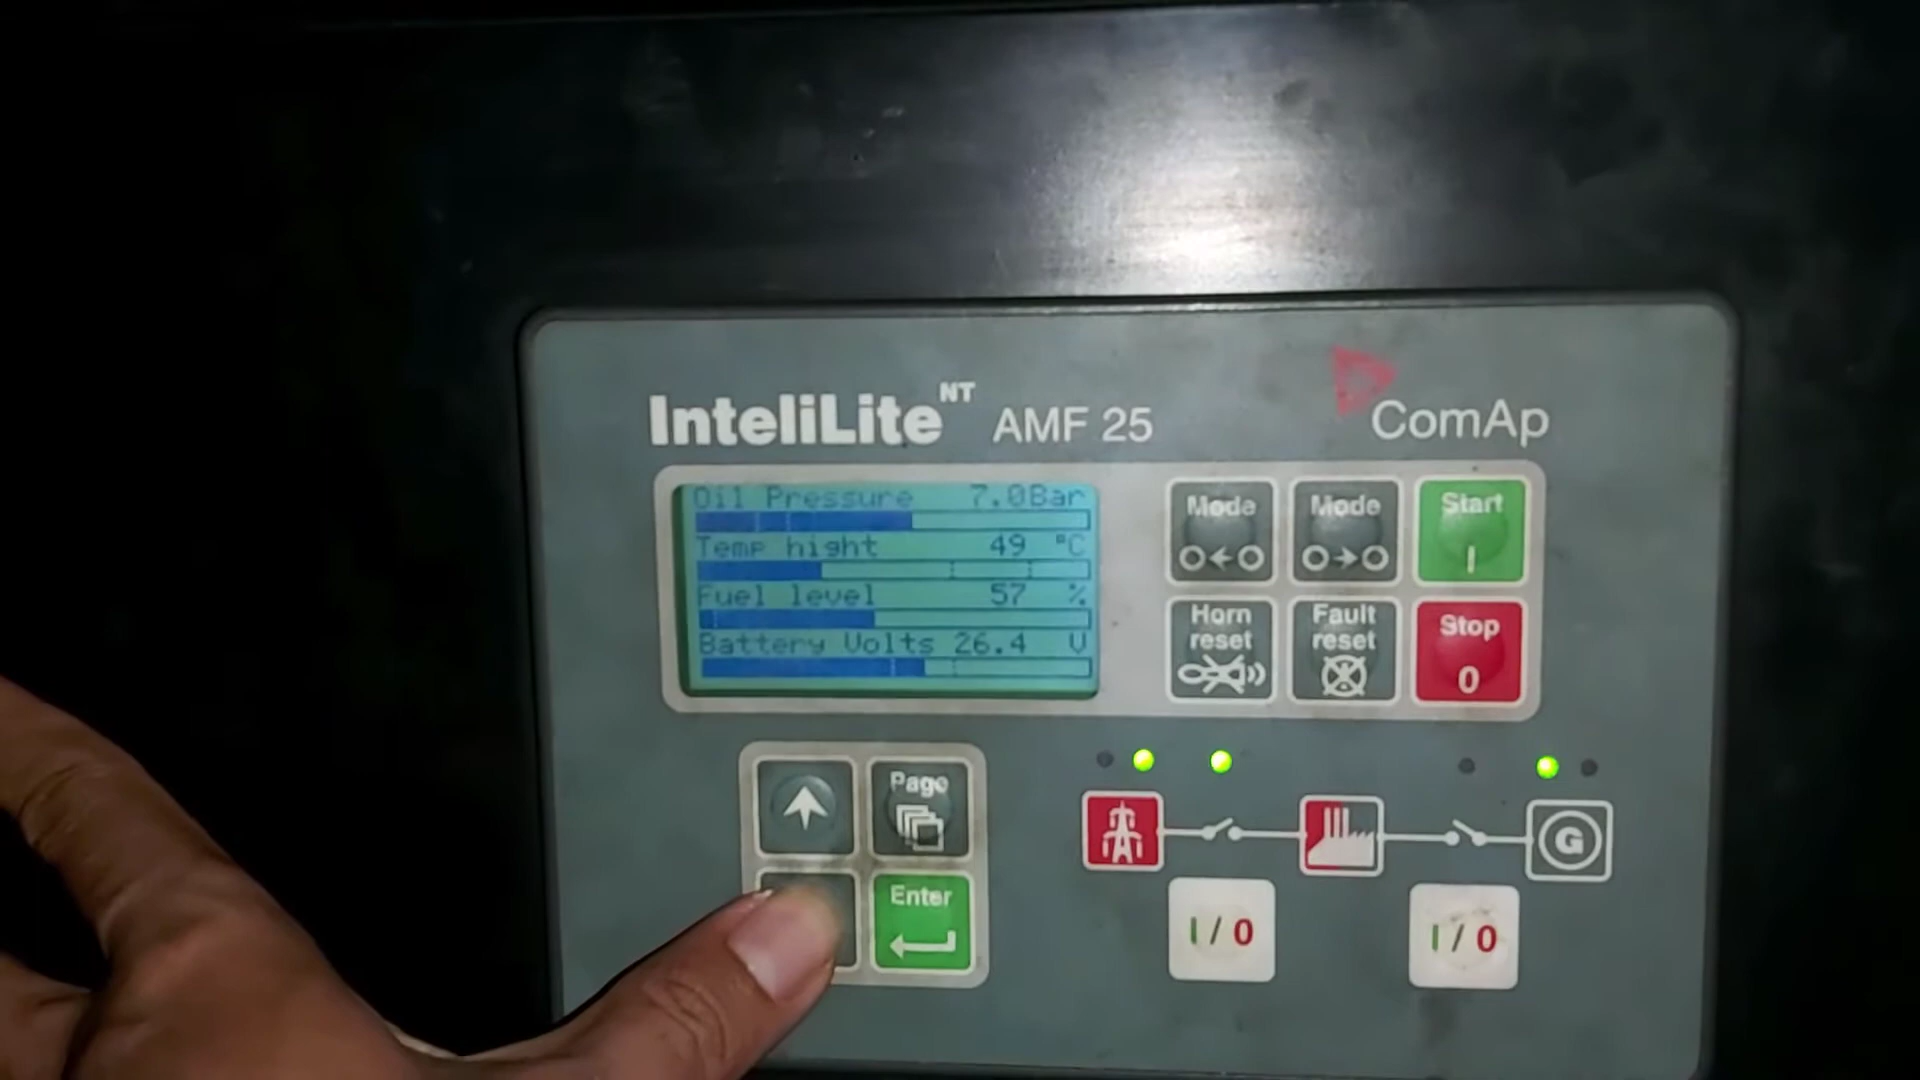 InteliLite NT AMF 25
ComAp
Oil Pressure 7.0Bar
Temp hight 49 °C
Fuel level 57 %
Battery Volts 26.4 V
Mode
Mode
Start
I
Horn
reset
Fault
reset
Stop
0
Page
Enter
G
I/0
I/0